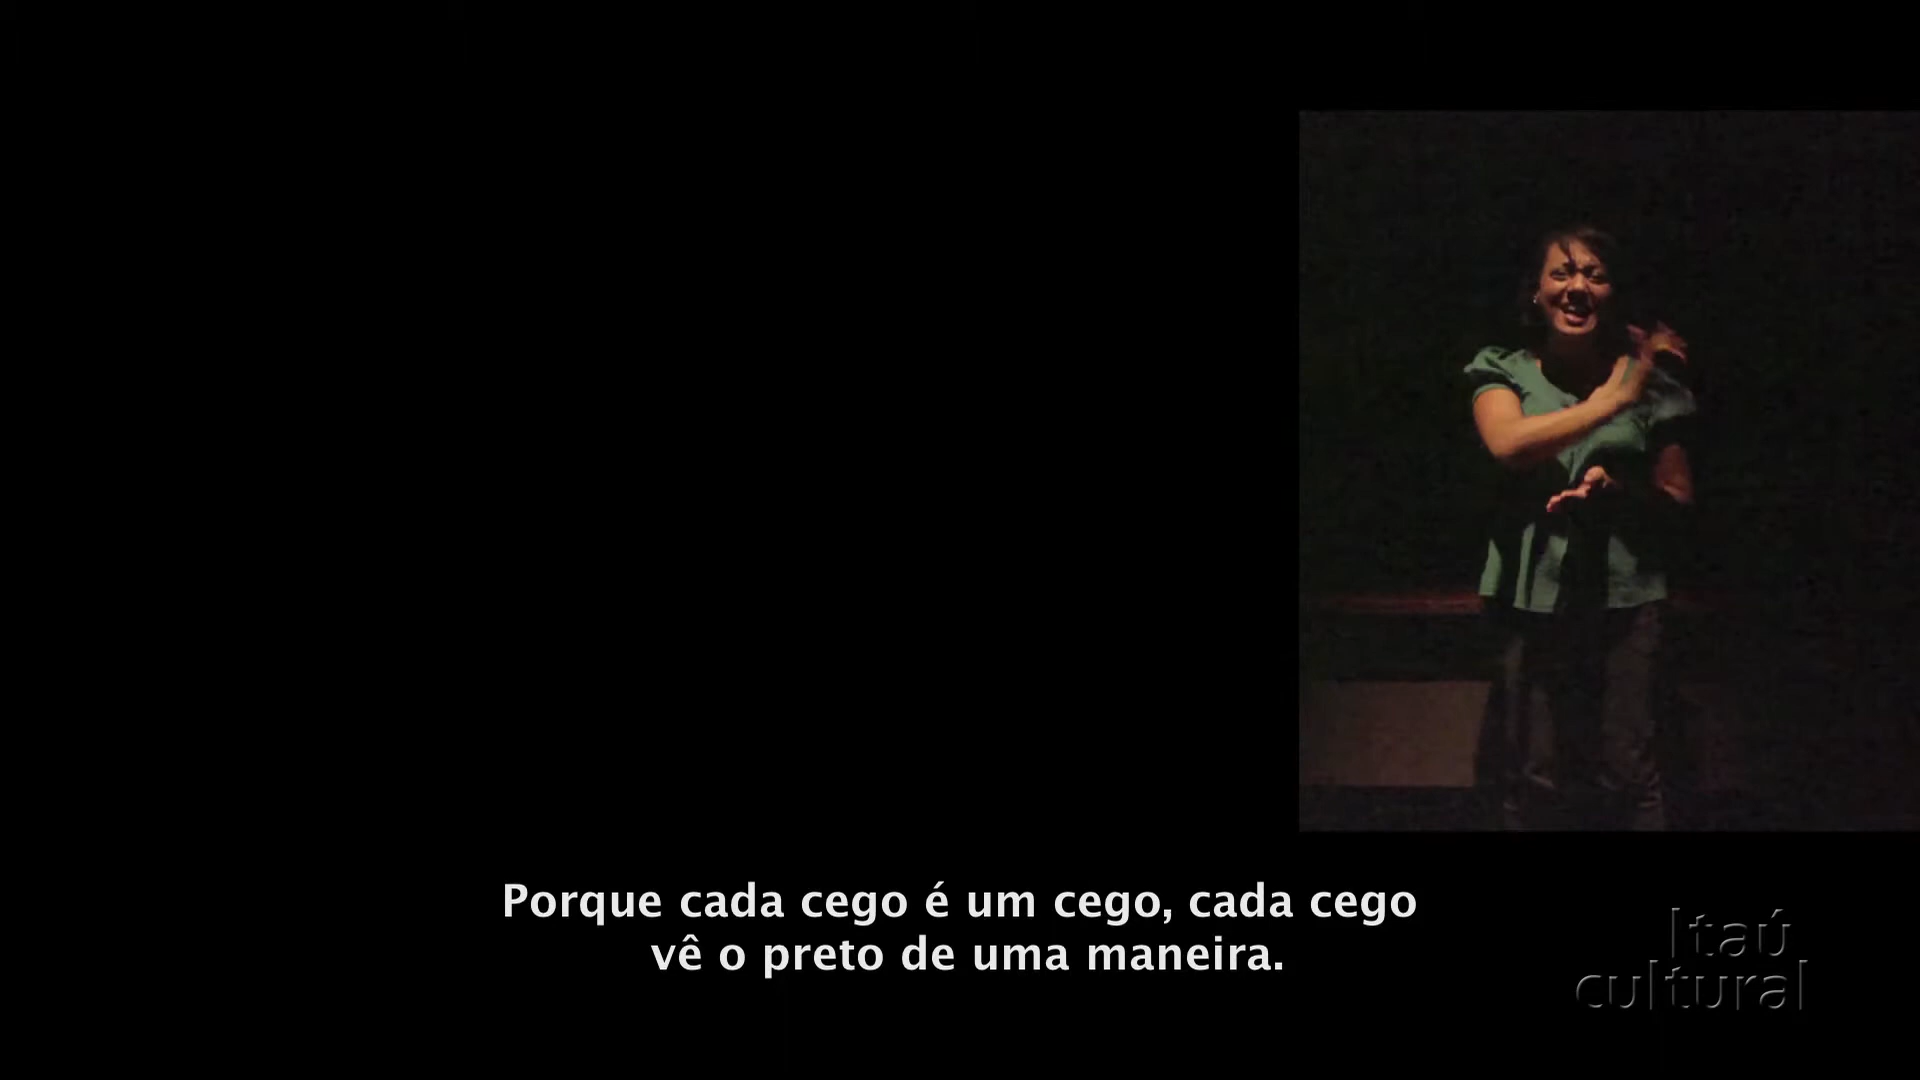 Porque cada cego é um cego, cada cego
vê o preto de uma maneira.
Itaú
cultural